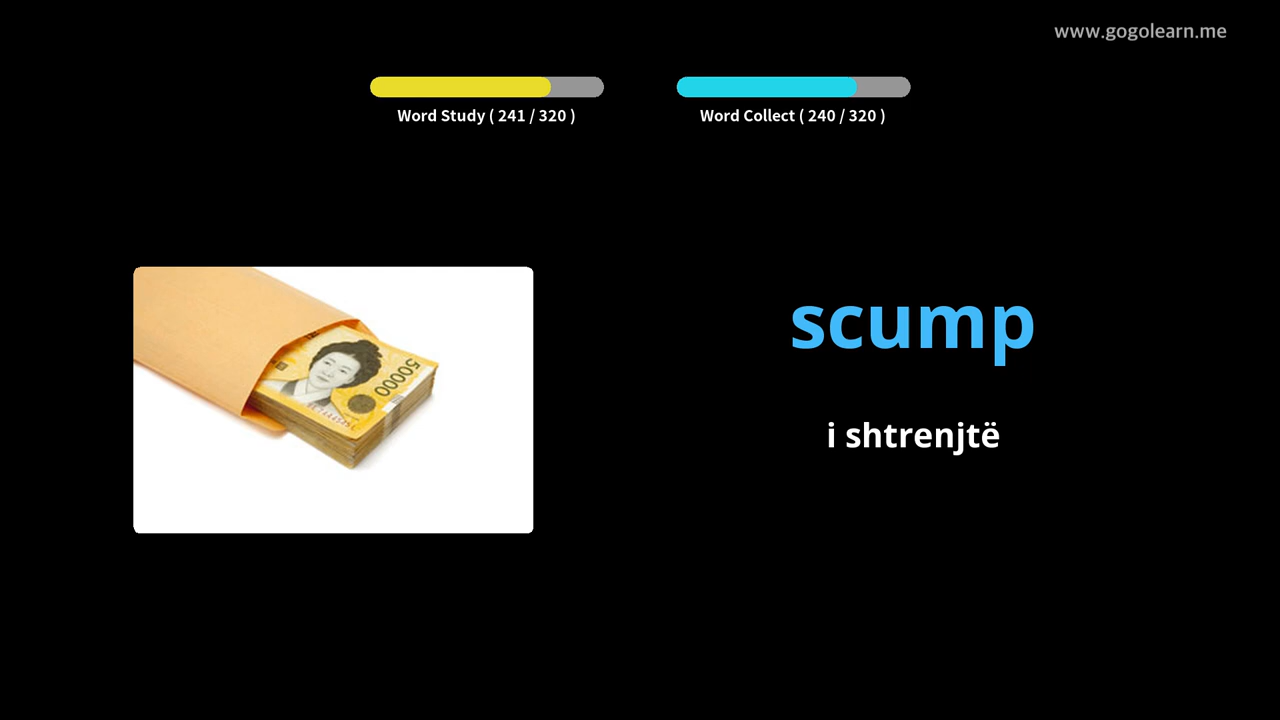 www.gogolearn.me
Word Study ( 241 / 320 )
Word Collect ( 240 / 320 )
scump
i shtrenjtë
50000